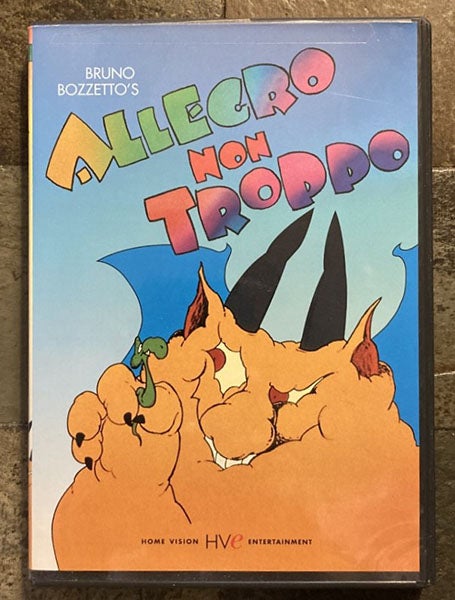 BRUNO
BOZZETTO'S
ALLEGRO
NON
TROPPO
HOME VISION HVe ENTERTAINMENT